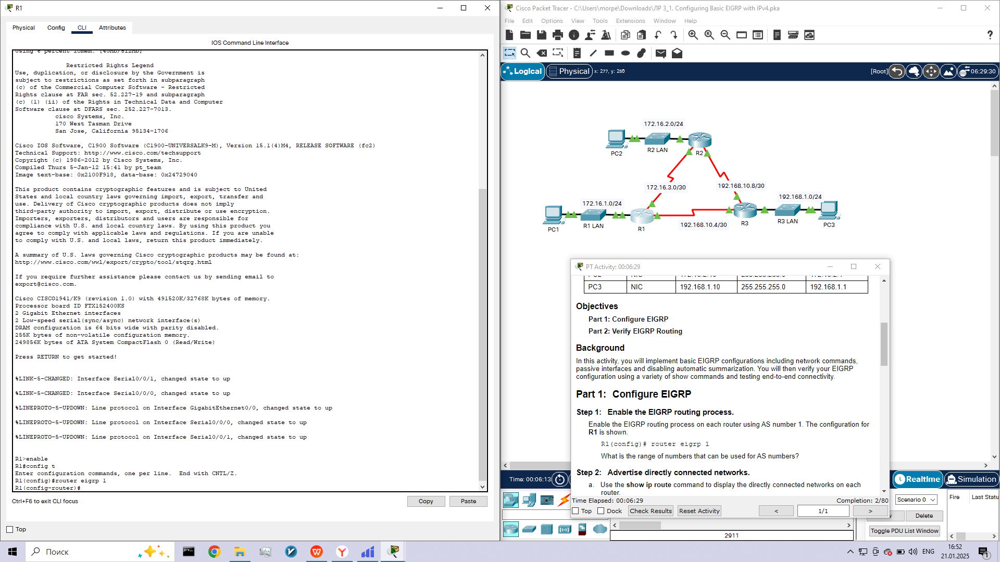 R1
Physical
Config
CLI
Attributes
IOS Command Line Interface
Using 6 percent iomem. [40Mb/512Mb]
Restricted Rights Legend
Use, duplication, or disclosure by the Government is
subject to restrictions as set forth in subparagraph
(c) of the Commercial Computer Software - Restricted
Rights clause at FAR sec. 52.227-19 and subparagraph
(c) (1) (ii) of the Rights in Technical Data and Computer
Software clause at DFARS sec. 252.227-7013.
cisco Systems, Inc.
170 West Tasman Drive
San Jose, California 95134-1706
Cisco IOS Software, C1900 Software (C1900-UNIVERSALK9-M), Version 15.1(4)M4, RELEASE SOFTWARE (fc2)
Technical Support: http://www.cisco.com/techsupport
Copyright (c) 1986-2012 by Cisco Systems, Inc.
Compiled Thurs 5-Jan-12 15:41 by pt_team
Image text-base: 0x2100F918, data-base: 0x24729040
This product contains cryptographic features and is subject to United
States and local country laws governing import, export, transfer and
use. Delivery of Cisco cryptographic products does not imply
third-party authority to import, export, distribute or use encryption.
Importers, exporters, distributors and users are responsible for
compliance with U.S. and local country laws. By using this product you
agree to comply with applicable laws and regulations. If you are unable
to comply with U.S. and local laws, return this product immediately.
A summary of U.S. laws governing Cisco cryptographic products may be found at:
http://www.cisco.com/wwl/export/crypto/tool/stqrg.html
If you require further assistance please contact us by sending email to
export@cisco.com.
Cisco CISCO1941/K9 (revision 1.0) with 491520K/32768K bytes of memory.
Processor board ID FTX152400KS
2 Gigabit Ethernet interfaces
2 Low-speed serial(sync/async) network interface(s)
DRAM configuration is 64 bits wide with parity disabled.
255K bytes of non-volatile configuration memory.
249856K bytes of ATA System CompactFlash 0 (Read/Write)
Press RETURN to get started!
%LINK-5-CHANGED: Interface Serial0/0/1, changed state to up
%LINK-5-CHANGED: Interface Serial0/0/0, changed state to up
%LINEPROTO-5-UPDOWN: Line protocol on Interface GigabitEthernet0/0, changed state to up
%LINEPROTO-5-UPDOWN: Line protocol on Interface Serial0/0/0, changed state to up
%LINEPROTO-5-UPDOWN: Line protocol on Interface Serial0/0/1, changed state to up
R1>enable
R1#config t
Enter configuration commands, one per line. End with CNTL/Z.
R1(config)#router eigrp 1
R1(config-router)#
Ctrl+F6 to exit CLI focus
Copy
Paste
Top
Cisco Packet Tracer - C:\Users\morpe\Downloads\ЛР 3_1. Configuring Basic EIGRP with IPv4.pka
File Edit Options View Tools Extensions Window Help
Logical
Physical
x: 277, y: 250
[Root]
06:29:30
172.16.2.0/24
PC2
R2 LAN
R2
172.16.3.0/30
192.168.10.8/30
172.16.1.0/24
192.168.1.0/24
PC1
R1 LAN
R1
192.168.10.4/30
R3
R3 LAN
PC3
PT Activity: 00:06:29
PC2 NIC 172.16.2.10 255.255.255.0 172.16.2.1
PC3 NIC 192.168.1.10 255.255.255.0 192.168.1.1
Objectives
Part 1: Configure EIGRP
Part 2: Verify EIGRP Routing
Background
In this activity, you will implement basic EIGRP configurations including network commands,
passive interfaces and disabling automatic summarization. You will then verify your EIGRP
configuration using a variety of show commands and testing end-to-end connectivity.
Part 1: Configure EIGRP
Step 1: Enable the EIGRP routing process.
Enable the EIGRP routing process on each router using AS number 1. The configuration for
R1 is shown.
R1(config)# router eigrp 1
What is the range of numbers that can be used for AS numbers?
Step 2: Advertise directly connected networks.
a. Use the show ip route command to display the directly connected networks on each
router.
Time Elapsed: 00:06:29
Completion: 2/80
Top
Dock
Check Results
Reset Activity
<
1/1
>
Time: 00:06:13
Realtime
Simulation
Scenario 0
Fire
Last Statu
Delete
Toggle PDU List Window
2911
Поиск
ENG
16:52
21.01.2025
1